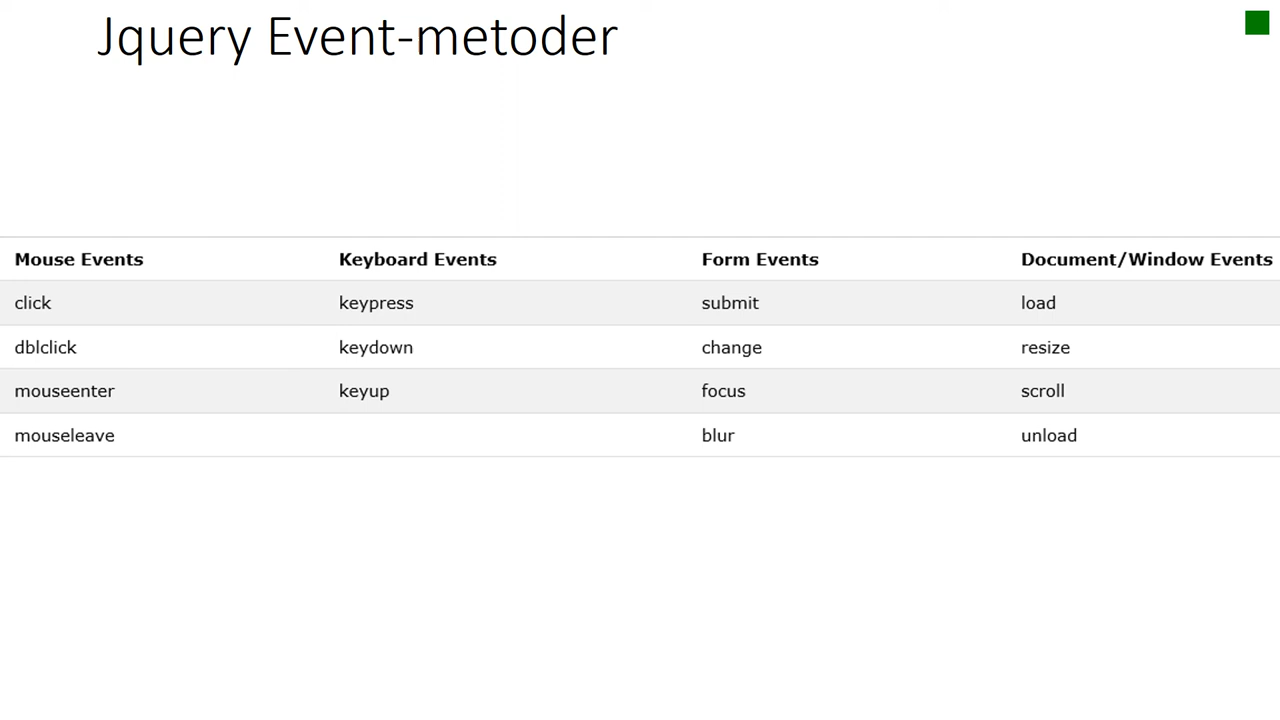 Jquery Event-metoder
Mouse Events Keyboard Events Form Events Document/Window Events
click keypress submit load
dblclick keydown change resize
mouseenter keyup focus scroll
mouseleave blur unload